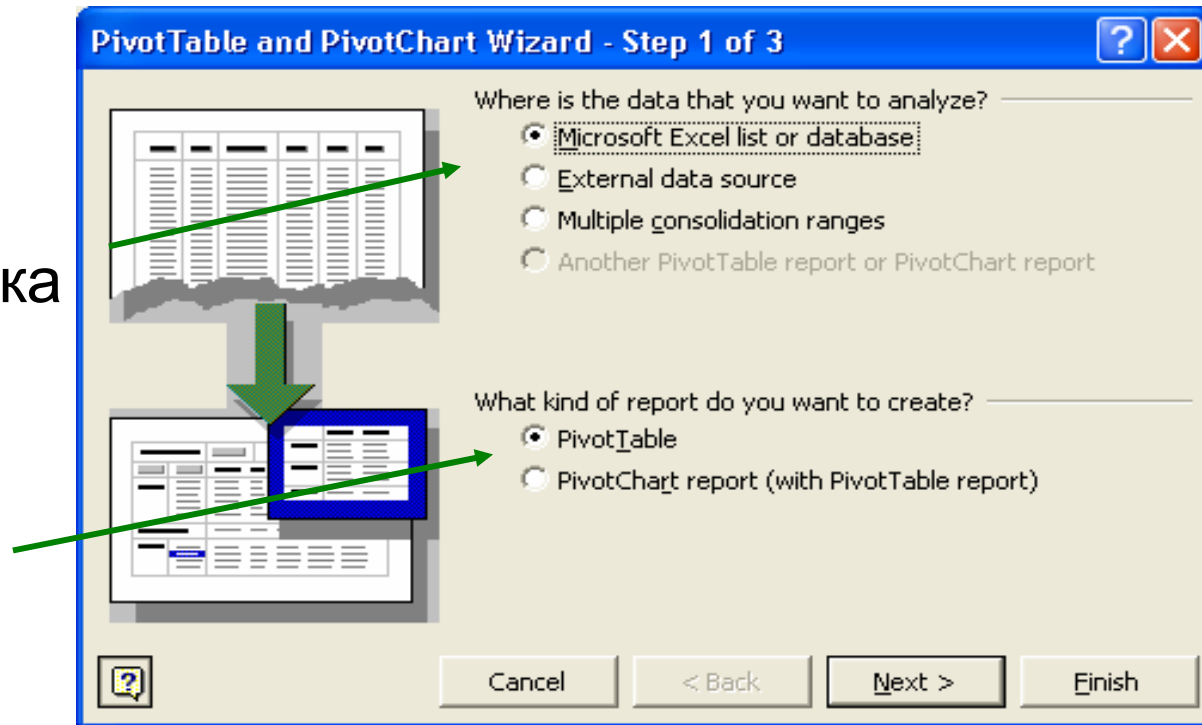 PivotTable and PivotChart Wizard - Step 1 of 3
Where is the data that you want to analyze?
Microsoft Excel list or database
External data source
Multiple consolidation ranges
Another PivotTable report or PivotChart report
ка
What kind of report do you want to create?
PivotTable
PivotChart report (with PivotTable report)
Cancel
< Back
Next >
Finish